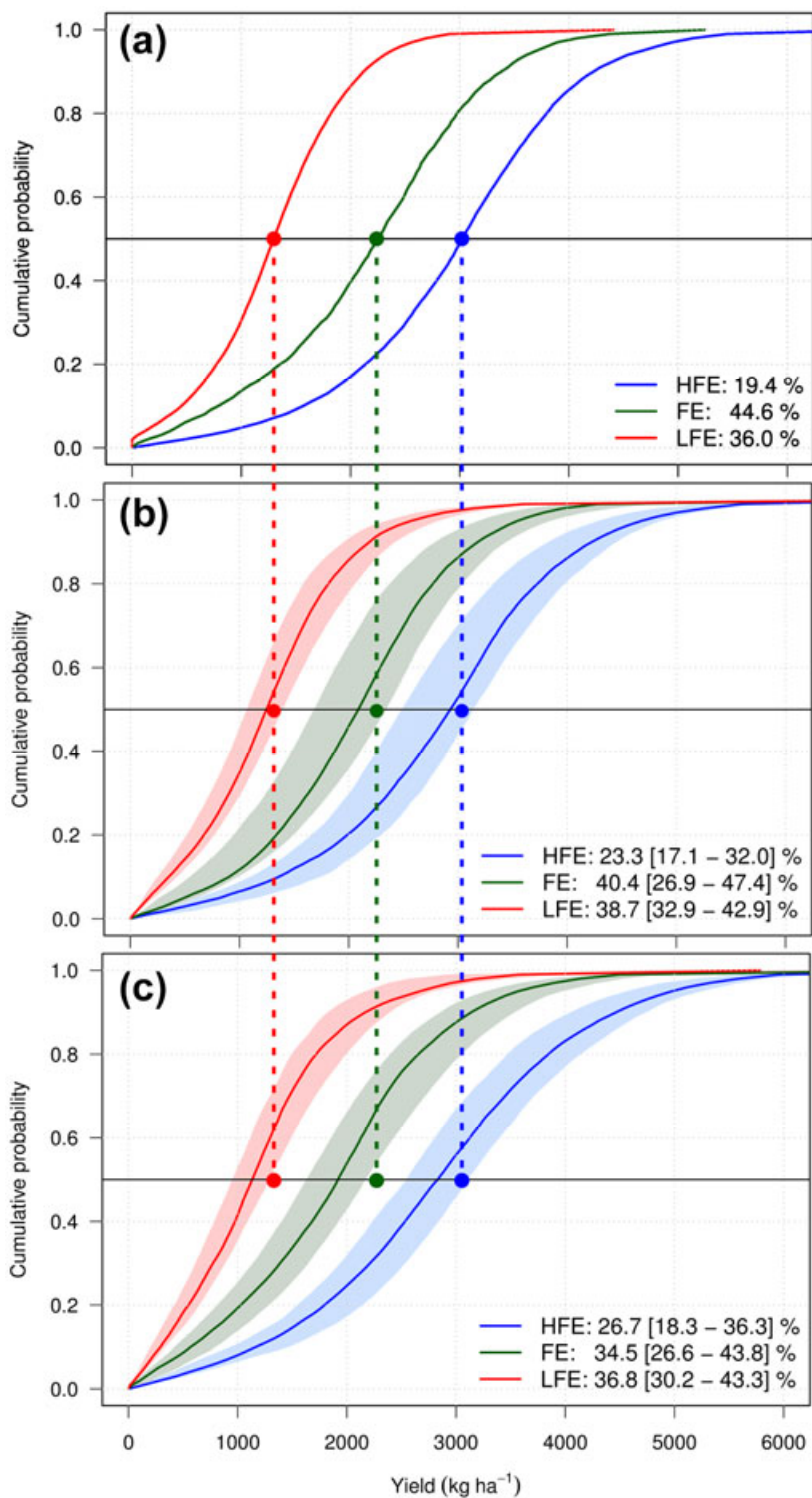 (a)
Cumulative probability
1.0
0.8
0.6
0.4
0.2
0.0
HFE: 19.4 %
FE: 44.6 %
LFE: 36.0 %
(b)
Cumulative probability
1.0
0.8
0.6
0.4
0.2
0.0
HFE: 23.3 [17.1 – 32.0] %
FE: 40.4 [26.9 – 47.4] %
LFE: 38.7 [32.9 – 42.9] %
(c)
Cumulative probability
1.0
0.8
0.6
0.4
0.2
0.0
HFE: 26.7 [18.3 – 36.3] %
FE: 34.5 [26.6 – 43.8] %
LFE: 36.8 [30.2 – 43.3] %
0 1000 2000 3000 4000 5000 6000
Yield (kg ha⁻¹)